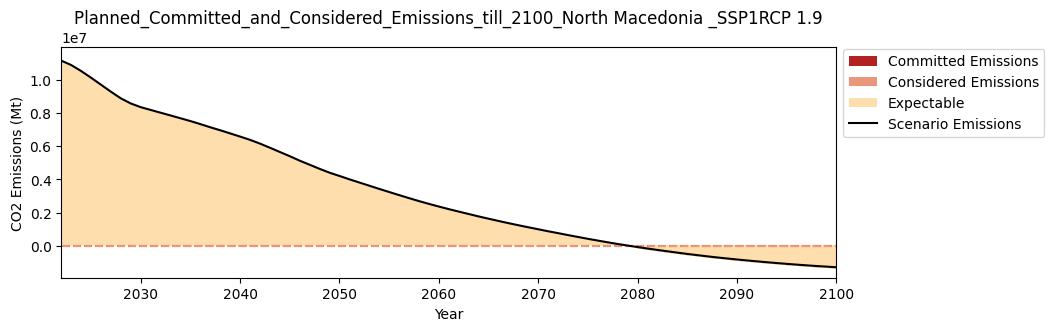 Planned_Committed_and_Considered_Emissions_till_2100_North Macedonia _SSP1RCP 1.9
1e7
Committed Emissions
Considered Emissions
Expectable
Scenario Emissions
CO2 Emissions (Mt)
1.0
0.8
0.6
0.4
0.2
0.0
2030 2040 2050 2060 2070 2080 2090 2100
Year